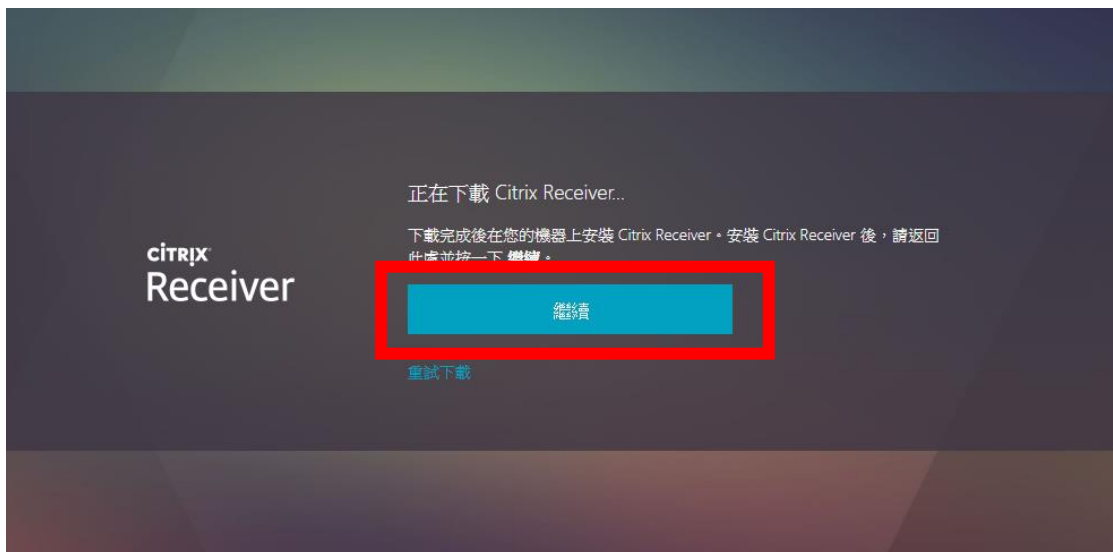 正在下載 Citrix Receiver...
下載完成後在您的機器上安裝 Citrix Receiver。安裝 Citrix Receiver 後，請返回
此處並按一下 繼續。
CİTRIX
Receiver
繼續
重試下載